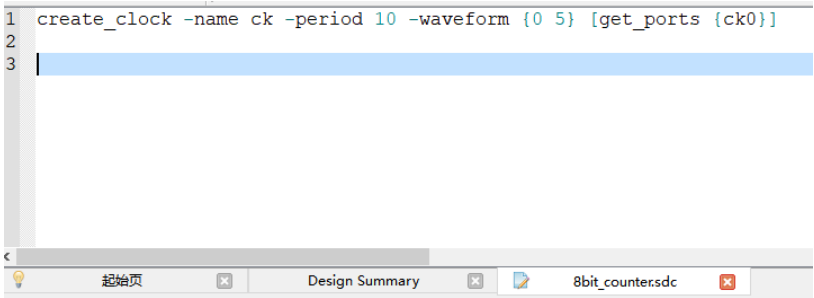 1 create_clock -name ck -period 10 -waveform {0 5} [get_ports {ck0}]
2
3
起始页 Design Summary 8bit_counter.sdc